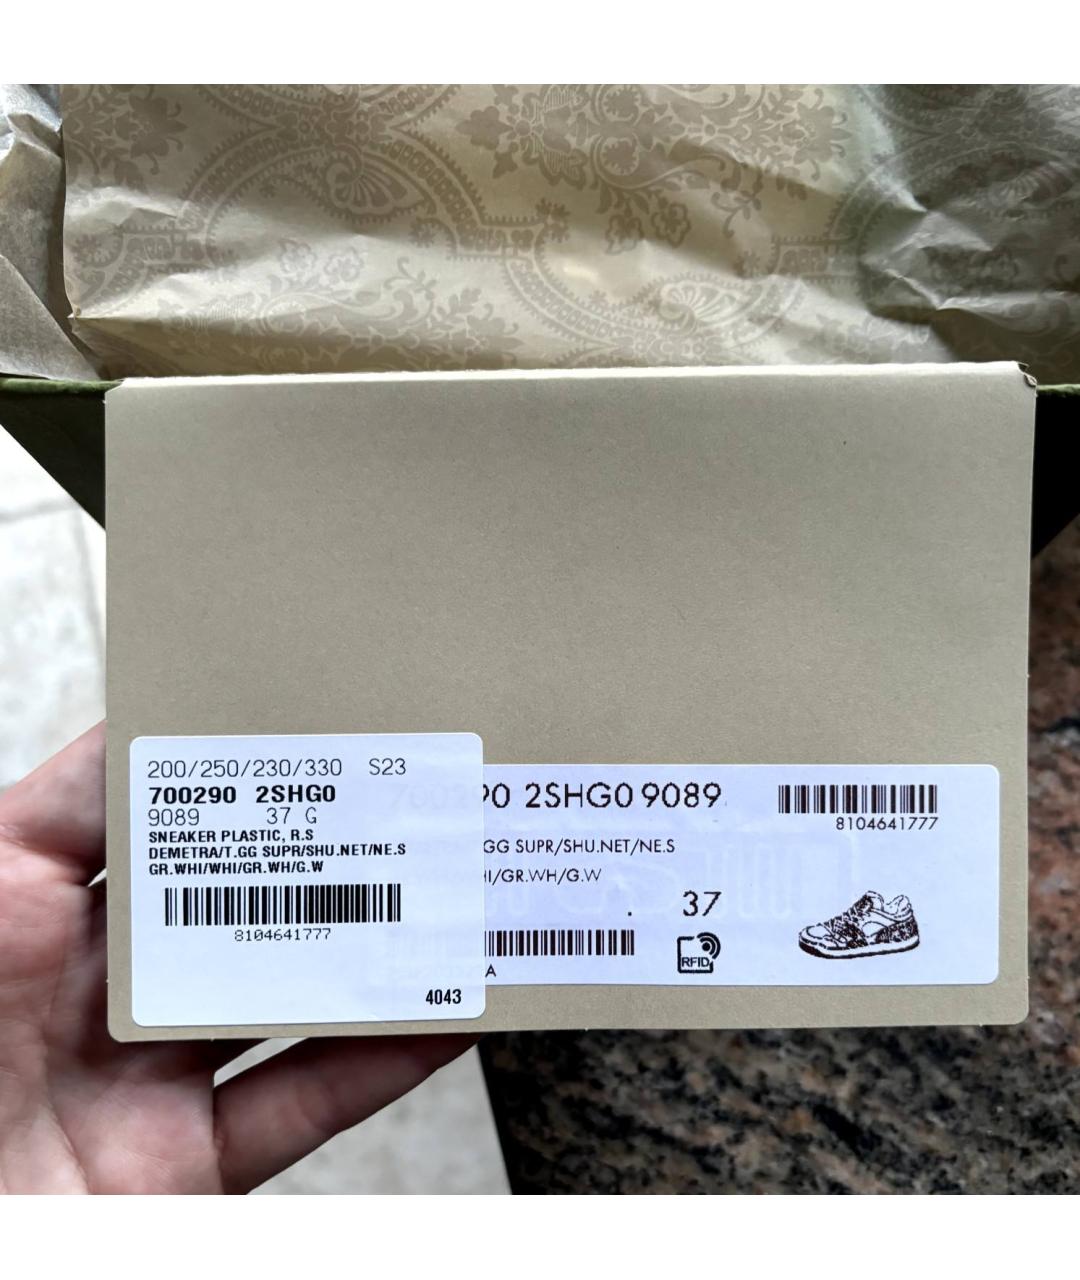 200/250/230/330 S23
700290 2SHG0
9089 37 G
SNEAKER PLASTIC, R.S
DEMETRA/T.GG SUPR/SHU.NET/NE.S
GR.WHI/WHI/GR.WH/G.W
8104641777
4043
700290 2SHG0 9089
8104641777
GG SUPR/SHU.NET/NE.S
/GR.WH/G.W
37
RFID
A